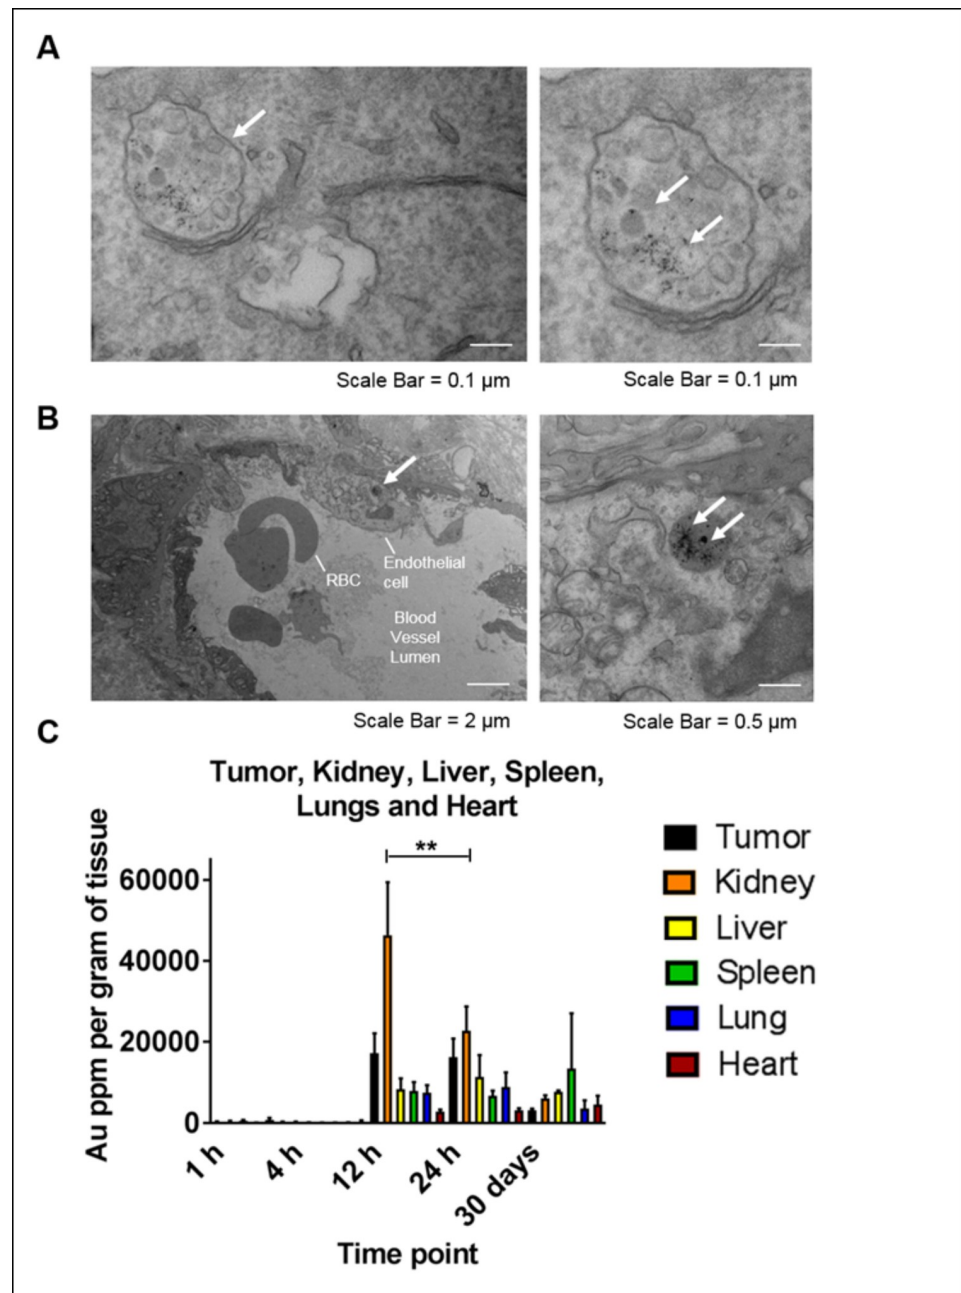 A
Scale Bar = 0.1 µm
Scale Bar = 0.1 µm
B
RBC
Endothelial
cell
Blood
Vessel
Lumen
Scale Bar = 2 µm
Scale Bar = 0.5 µm
C
Tumor, Kidney, Liver, Spleen,
Lungs and Heart
**
Au ppm per gram of tissue
60000
40000
20000
0
1 h
4 h
12 h
24 h
30 days
Time point
Tumor
Kidney
Liver
Spleen
Lung
Heart